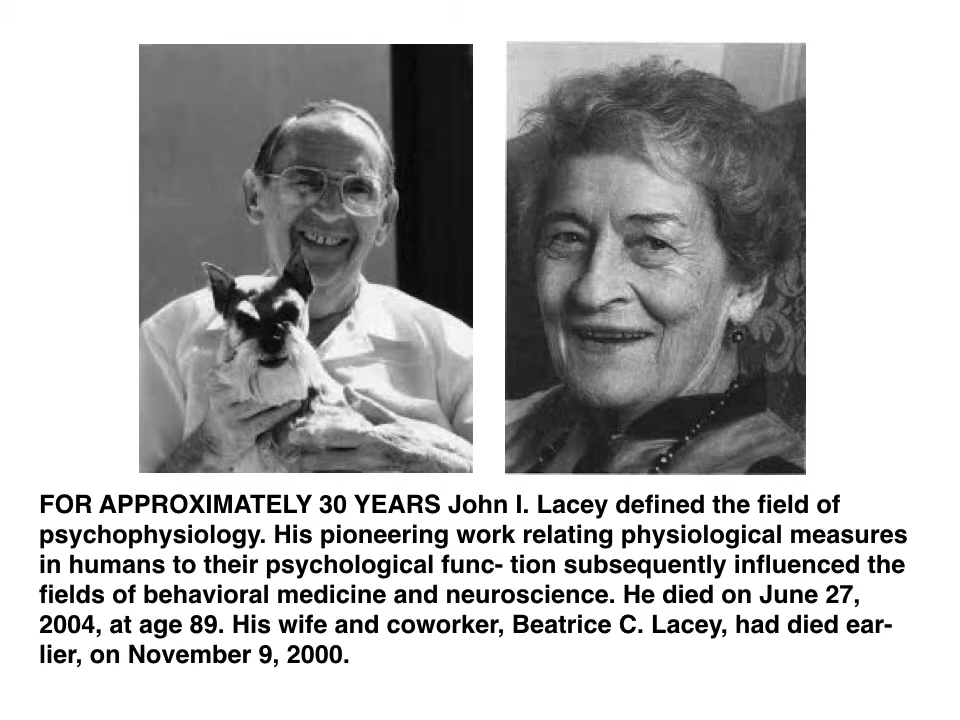 FOR APPROXIMATELY 30 YEARS John I. Lacey defined the field of
psychophysiology. His pioneering work relating physiological measures
in humans to their psychological func- tion subsequently influenced the
fields of behavioral medicine and neuroscience. He died on June 27,
2004, at age 89. His wife and coworker, Beatrice C. Lacey, had died ear-
lier, on November 9, 2000.